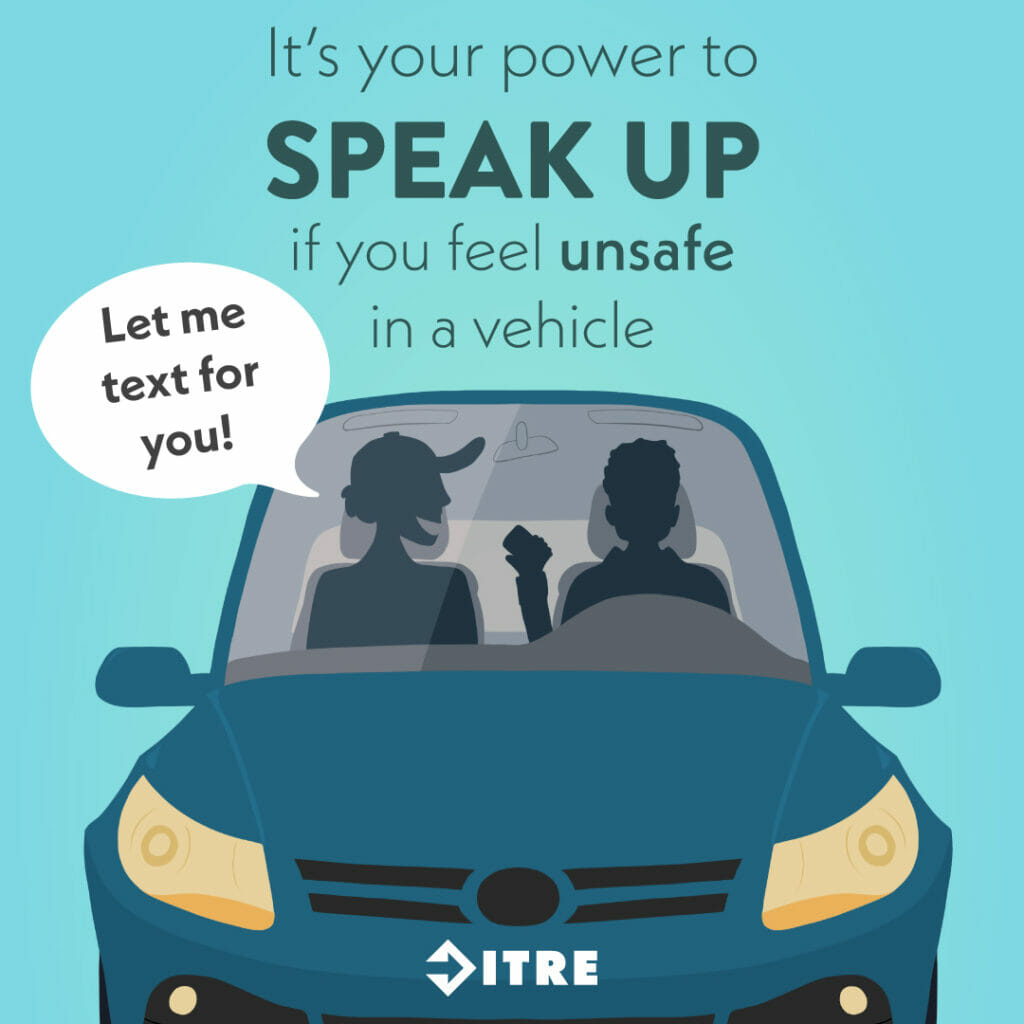 It's your power to
SPEAK UP
if you feel unsafe
in a vehicle
Let me
text for
you!
ITRE